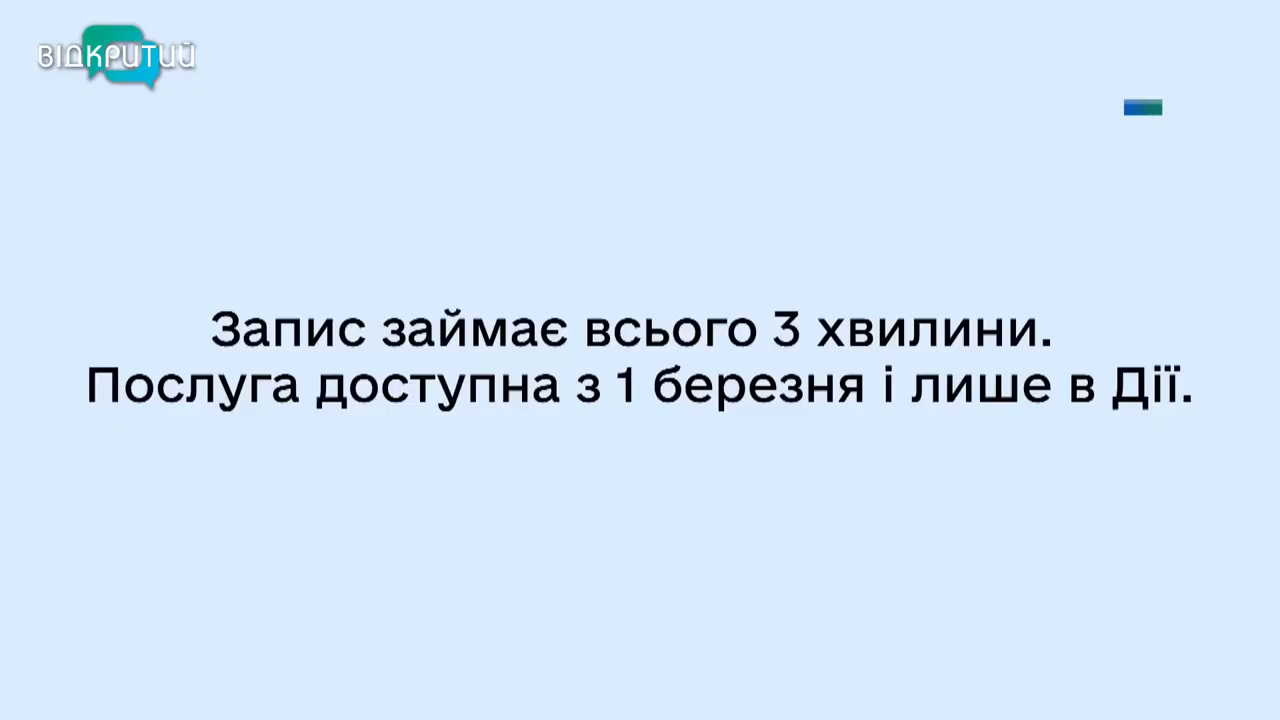 ВІДКРИТИЙ
Запис займає всього 3 хвилини.
Послуга доступна з 1 березня і лише в Дії.